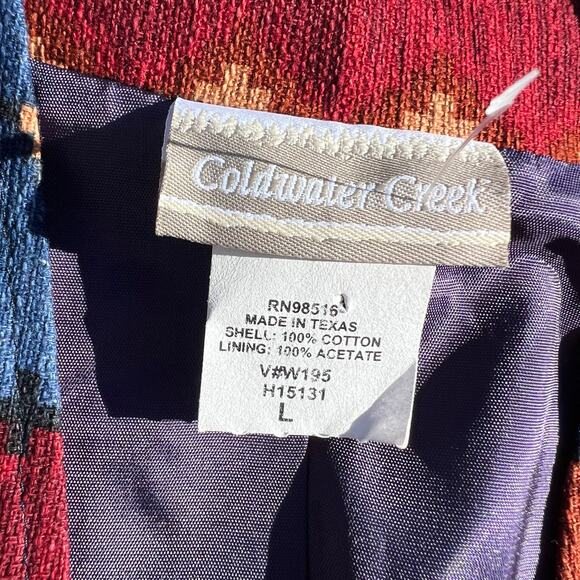 Coldwater Creek
RN98516
MADE IN TEXAS
SHELL: 100% COTTON
LINING: 100% ACETATE
V#W195
H15131
L